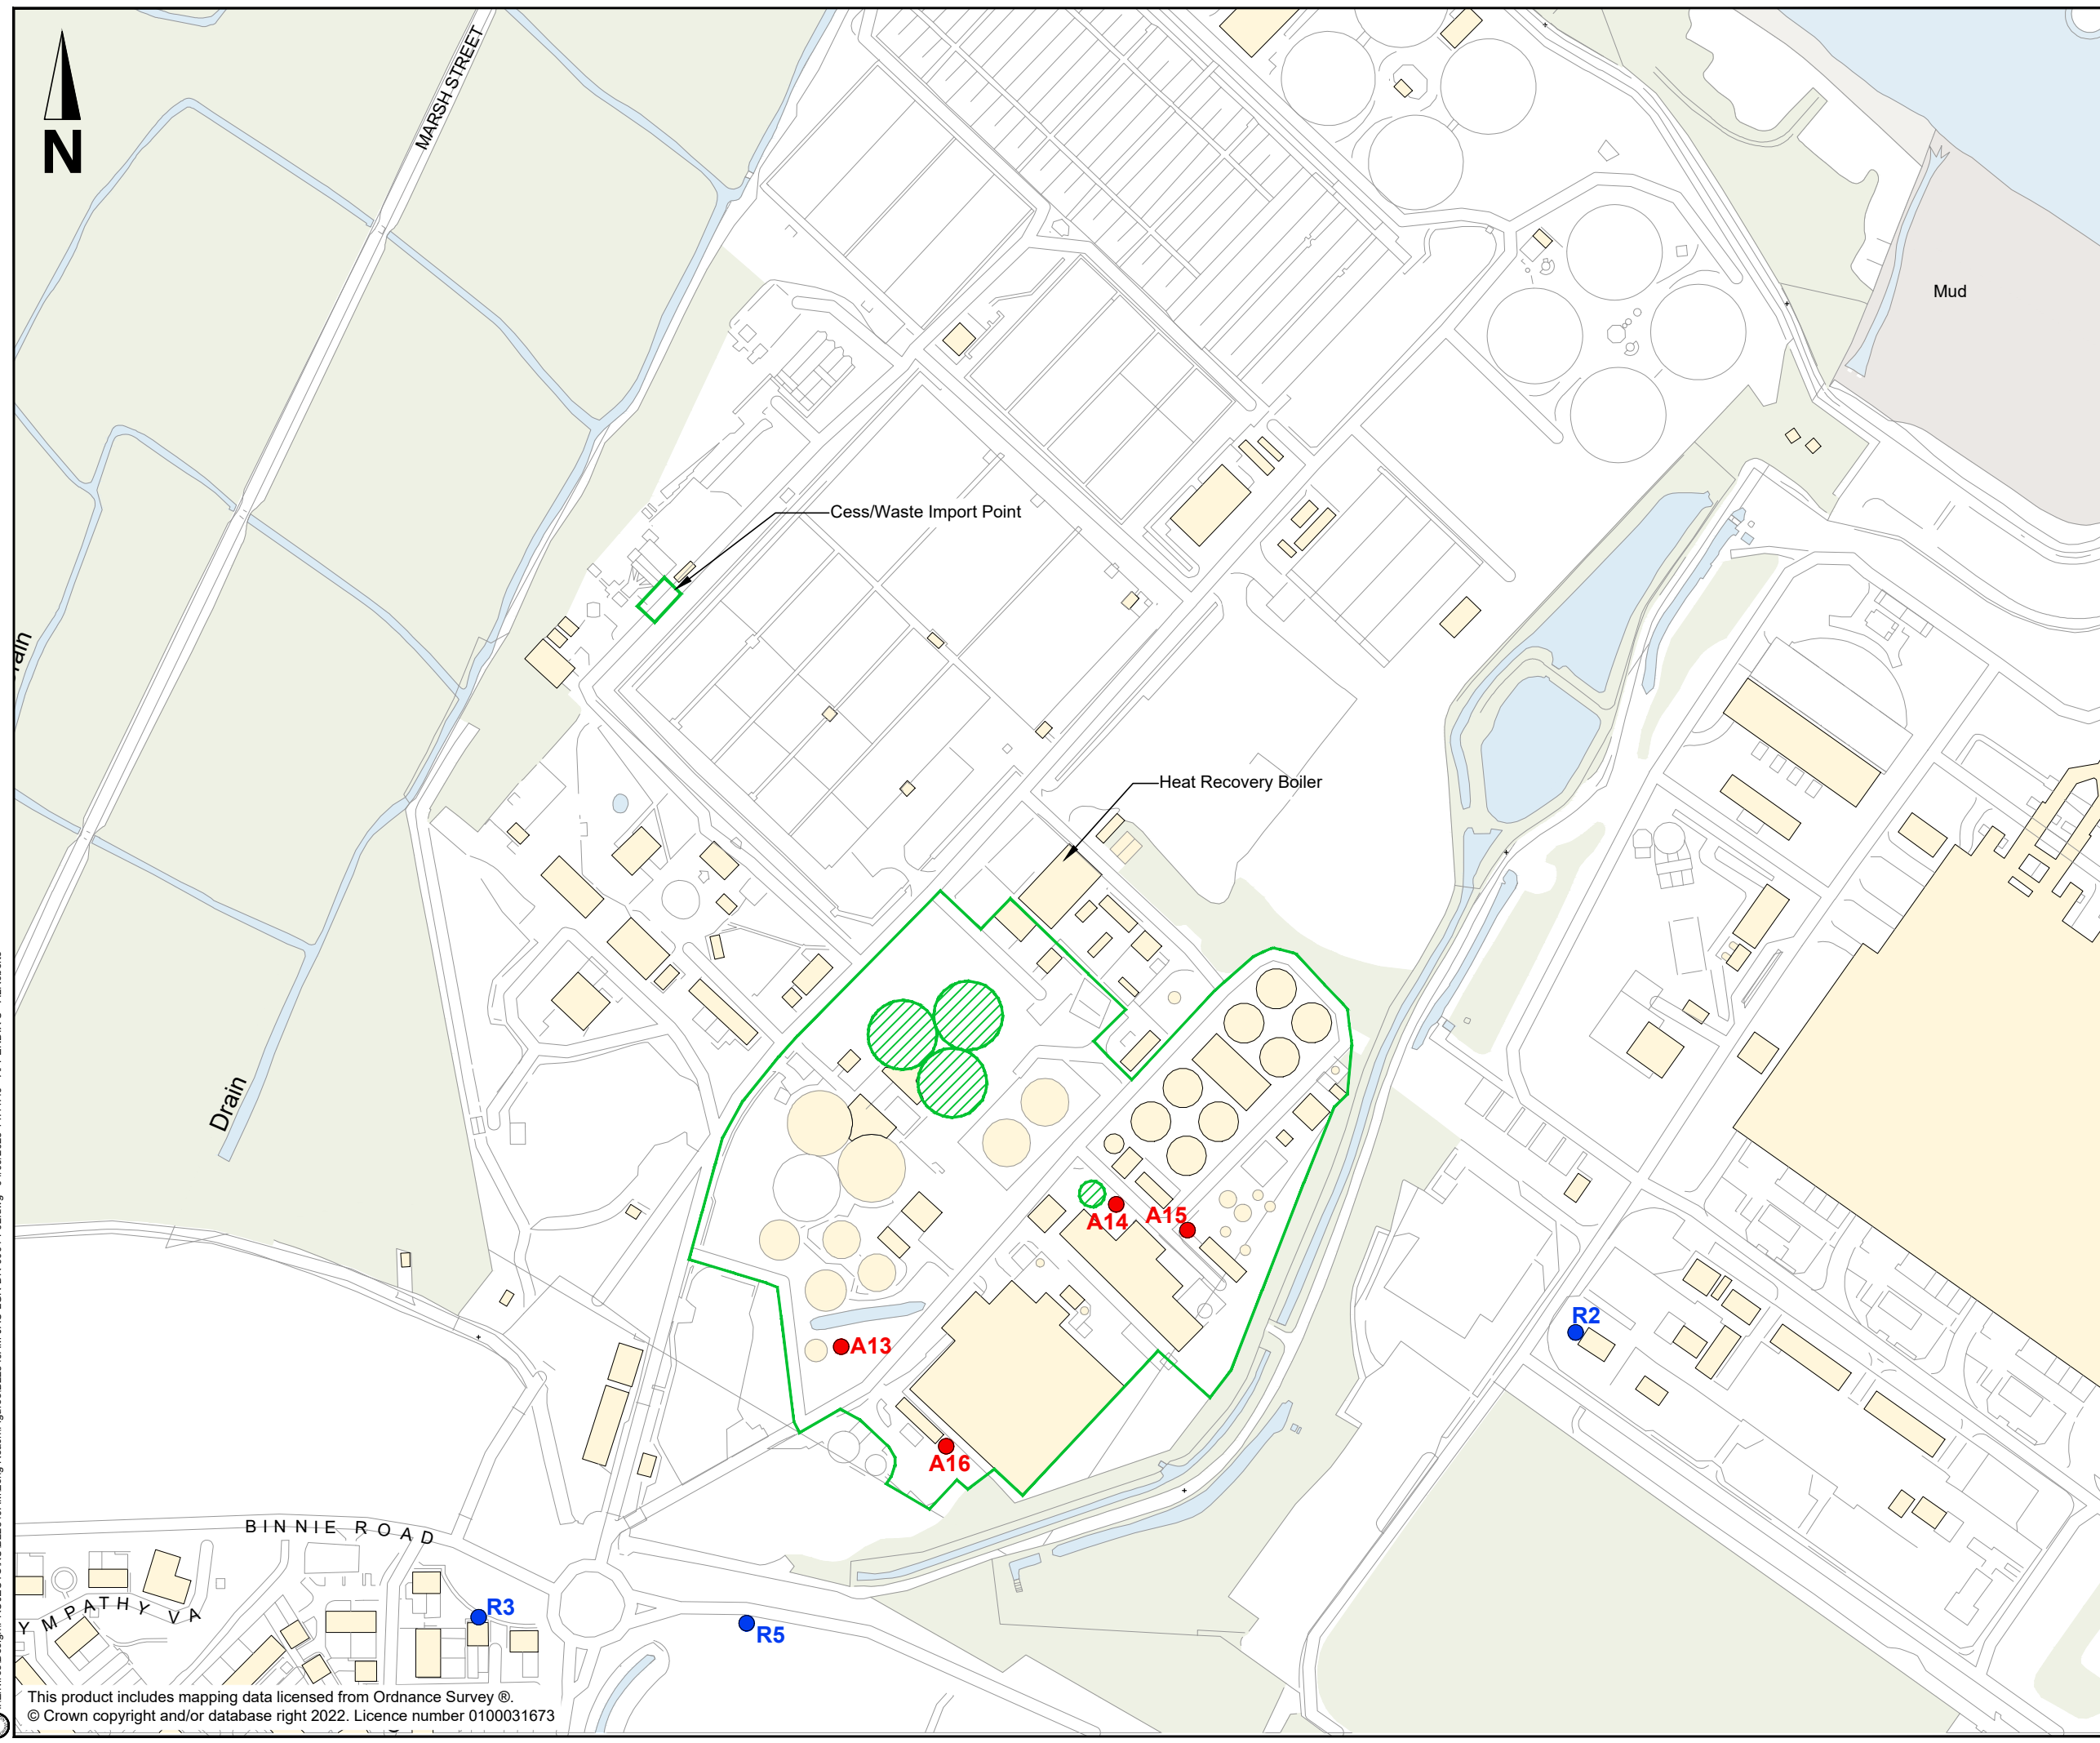 MARSH STREET
N
Mud
Cess/Waste Import Point
Heat Recovery Boiler
Drain
A14
A15
A13
R2
A16
BINNIE ROAD
YMPATHY VA
R3
R5
This product includes mapping data licensed from Ordnance Survey ®.
© Crown copyright and/or database right 2022. Licence number 0100031673